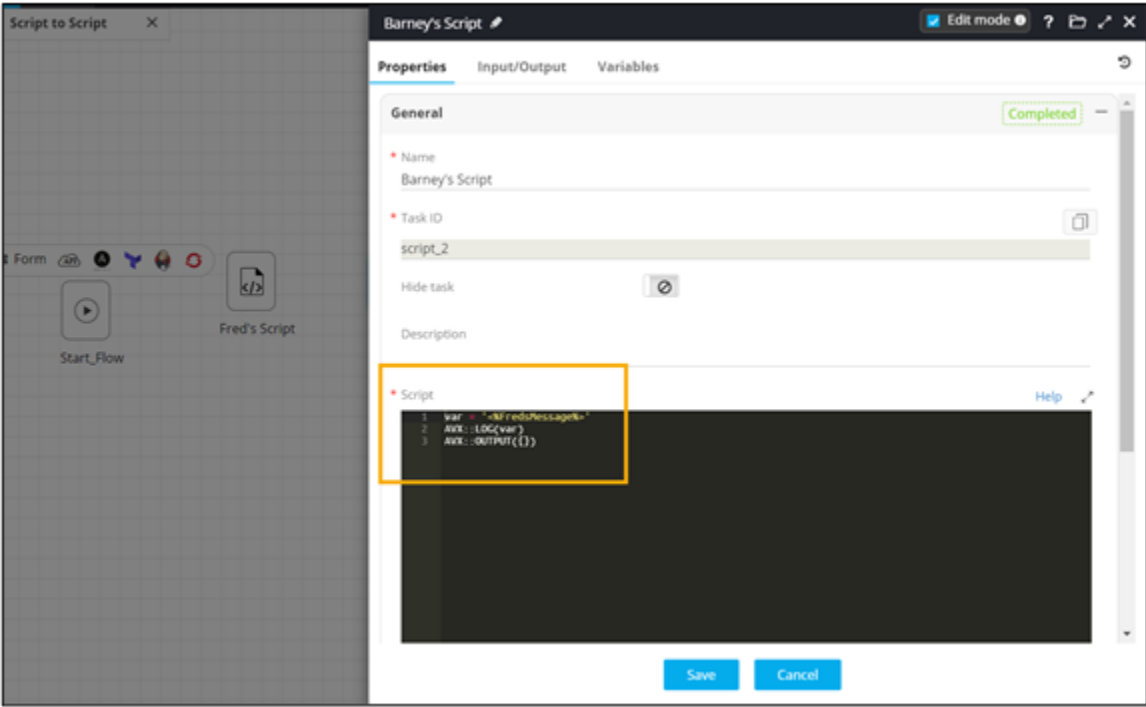 Script to Script
Barney's Script
Edit mode
Properties Input/Output Variables
General
Completed
* Name
Barney's Script
* Task ID
script_2
Form
API
Hide task
Fred's Script
Description
Start_Flow
* Script
Help
1 var = '<%FredsMessage%>'
2 AVX::LOG(var)
3 AVX::OUTPUT({})
Save Cancel